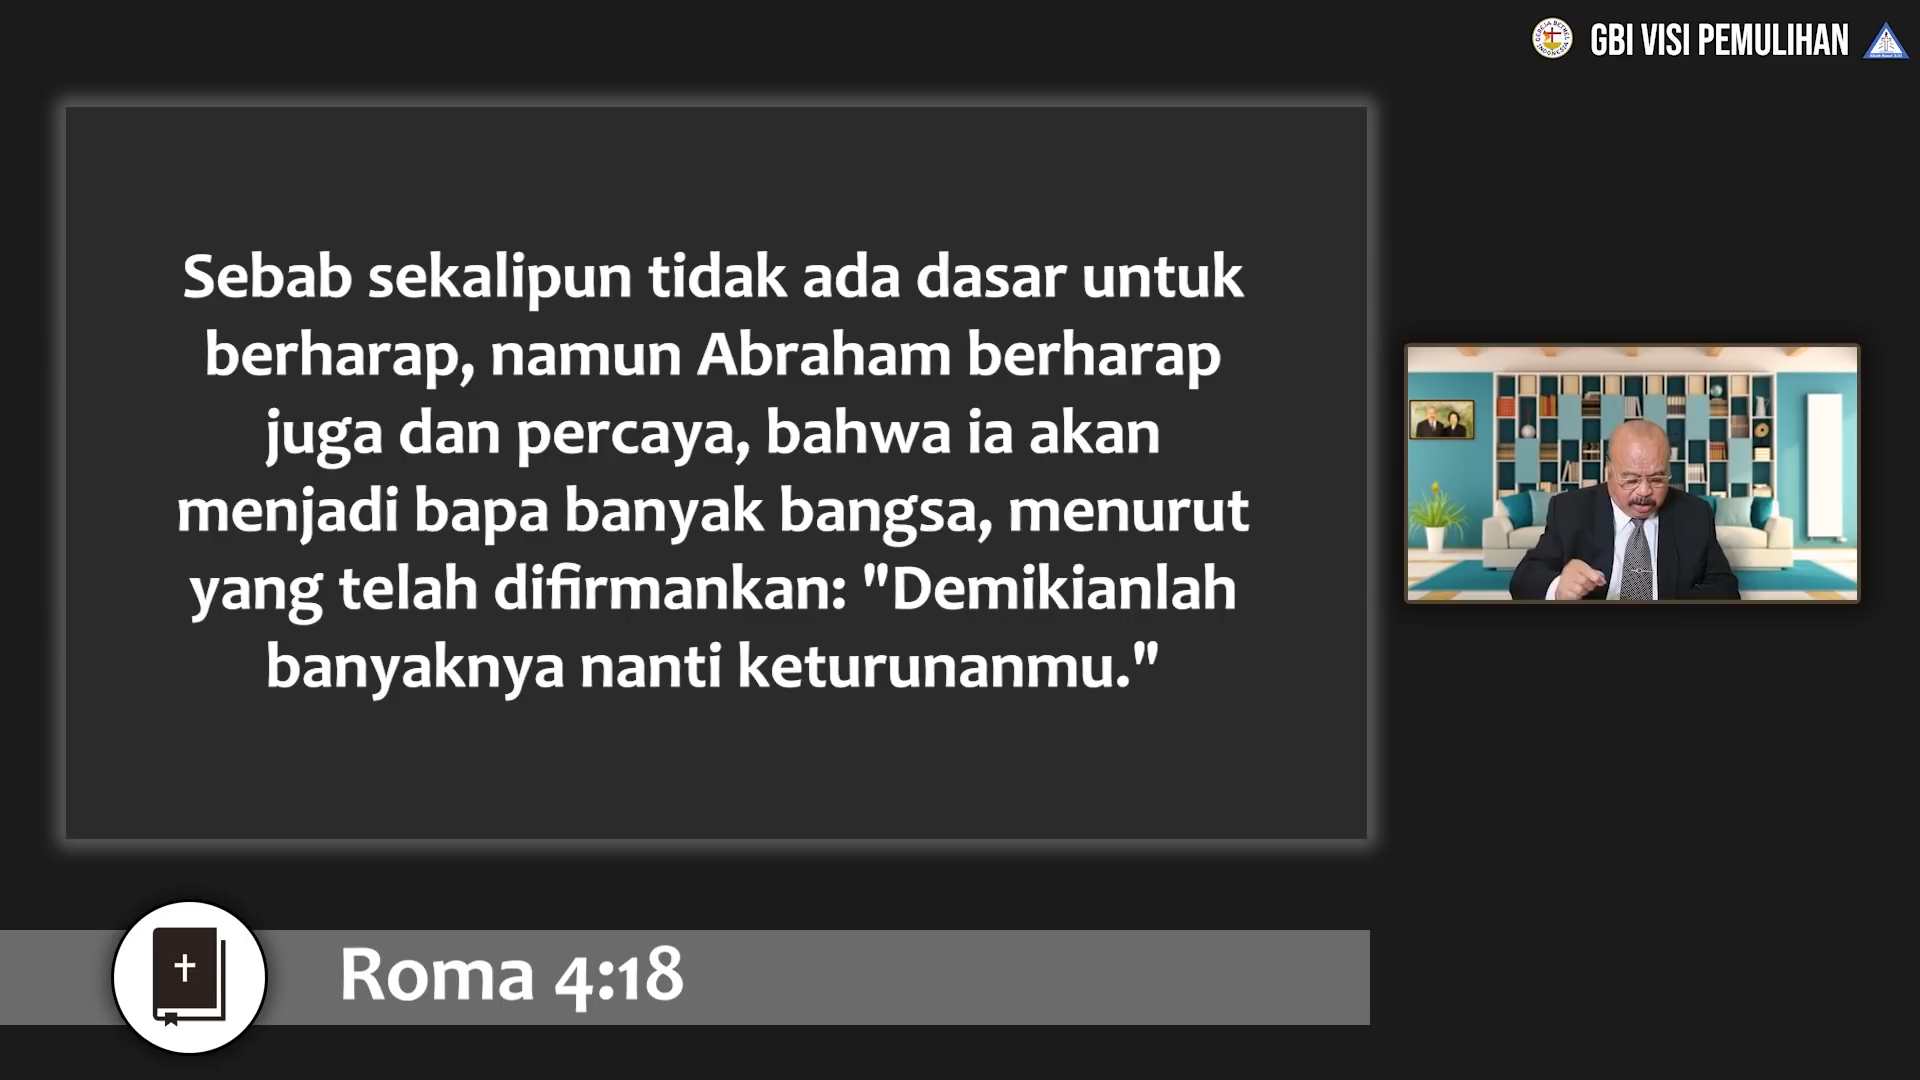 GBI VISI PEMULIHAN
Sebab sekalipun tidak ada dasar untuk
berharap, namun Abraham berharap
juga dan percaya, bahwa ia akan
menjadi bapa banyak bangsa, menurut
yang telah difirmankan: "Demikianlah
banyaknya nanti keturunanmu."
Roma 4:18